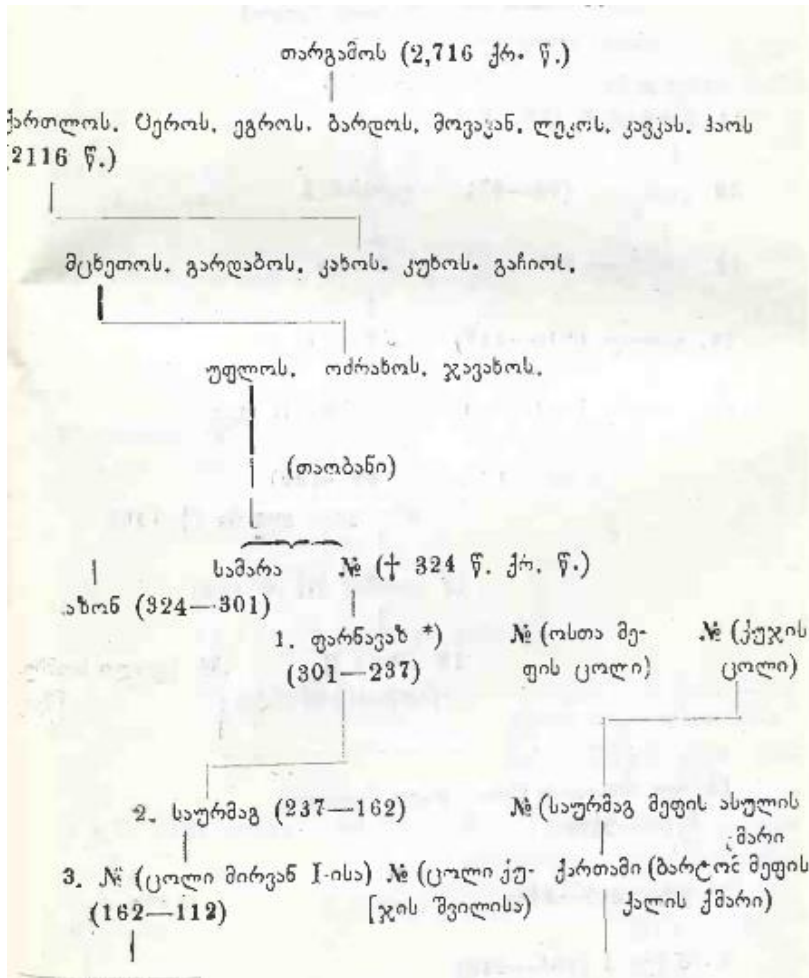 თარგამოს (2,716 ქრ. წ.)
ქართლოს. ჰეროს. ეგროს. ბარდოს. მოვაკან. ლეკოს. კავკას. ჰაოს
(2116 წ.)
მცხეთოს. გარდაბოს. კახოს. კუხოს. გაჩიოს.
უფლოს. ოძრახოს. ჯავახოს.
(თაობანი)
სამარა № († 324 წ. ქრ. წ.)
აზონ (324—301)
1. ფარნავაზ *) № (ოსთა მე- № (ქუჯის
(301—237) ფის ცოლი) ცოლი)
2. საურმაგ (237—162) № (საურმაგ მეფის ასულის
ქმარი
3. № (ცოლი მირვან I-ისა) № (ცოლი ქუ- ქართამი (ბარტომ მეფის
(162—112) [ჯის შვილისა) ქალის ქმარი)